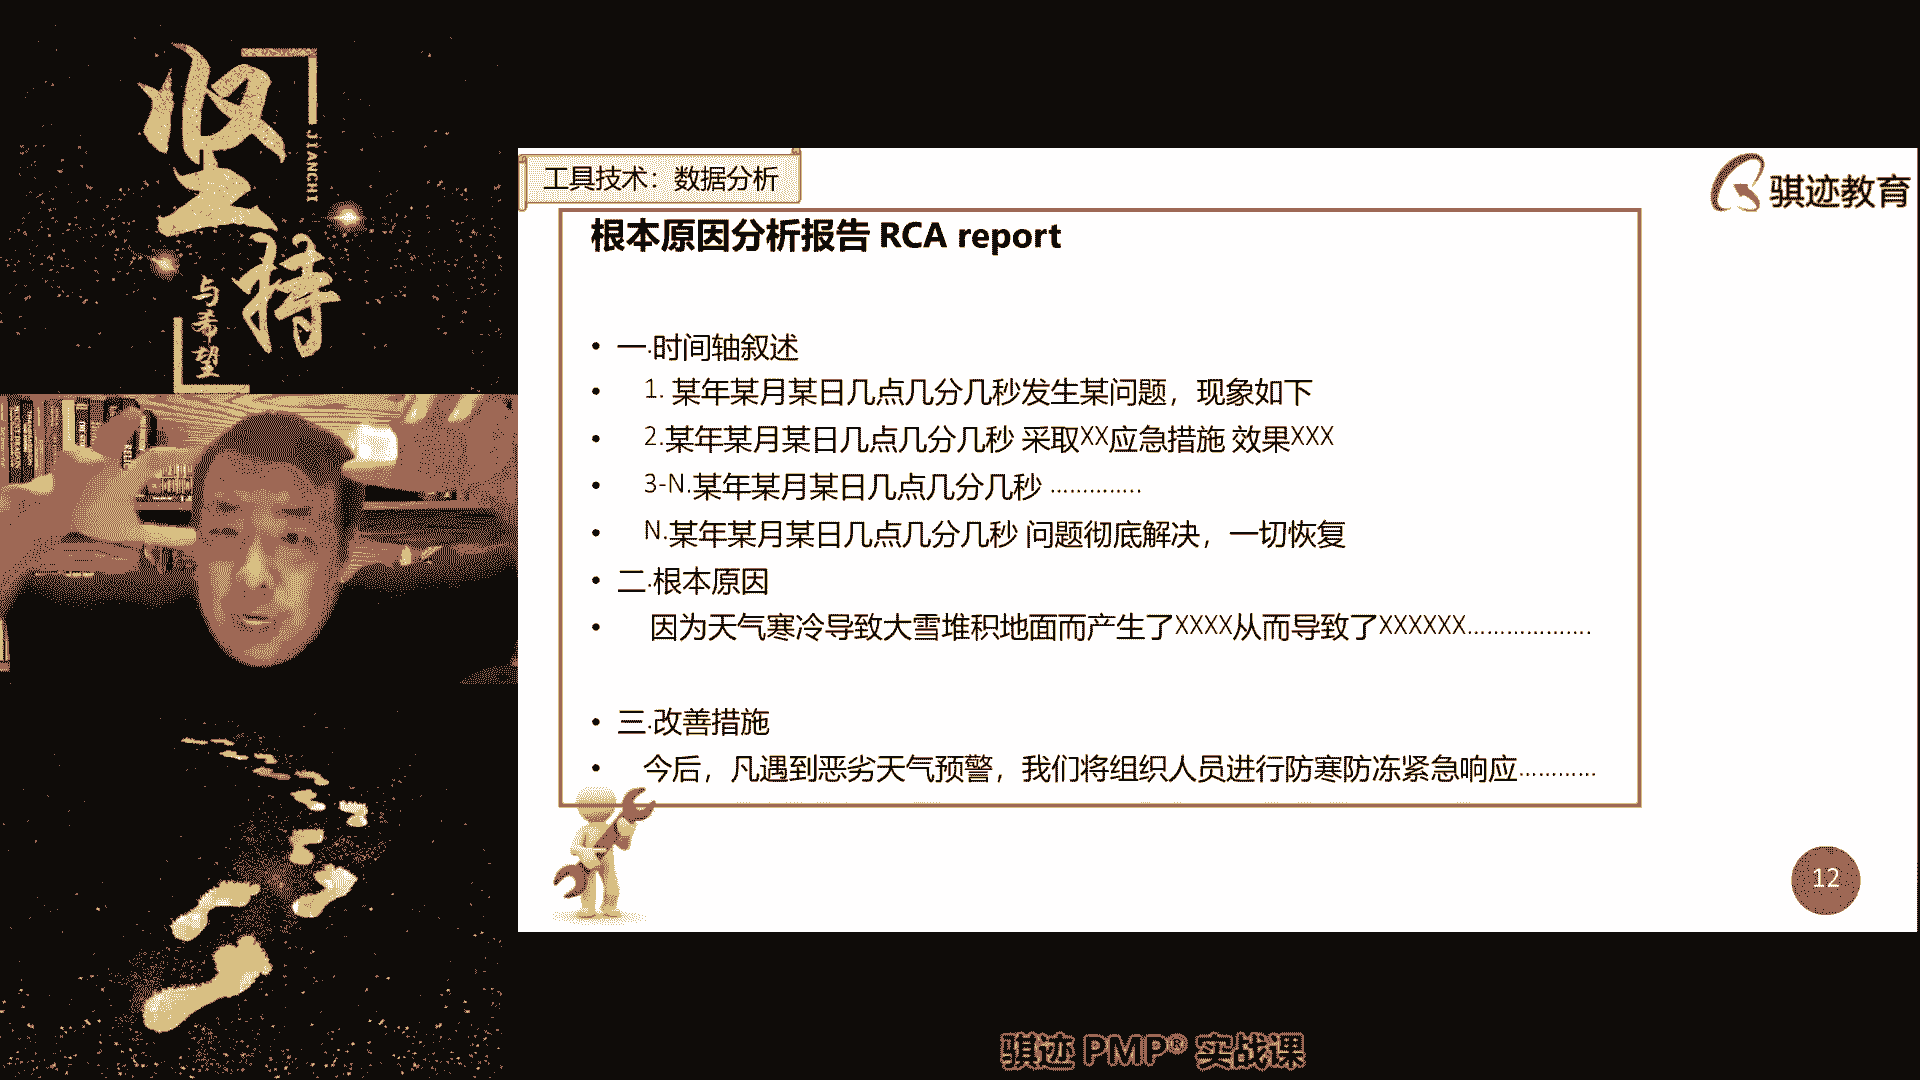 坚持
JIANCHI
与希望
工具技术：数据分析
骐迹教育
根本原因分析报告 RCA report
• 一.时间轴叙述
• 1. 某年某月某日几点几分几秒发生某问题，现象如下
• 2.某年某月某日几点几分几秒 采取XX应急措施 效果XXX
• 3-N.某年某月某日几点几分几秒 .............
• N.某年某月某日几点几分几秒 问题彻底解决，一切恢复
• 二.根本原因
• 因为天气寒冷导致大雪堆积地面而产生了XXXX从而导致了XXXXXX..................
• 三.改善措施
• 今后，凡遇到恶劣天气预警，我们将组织人员进行防寒防冻紧急响应............
12
骐迹 PMP® 实战课